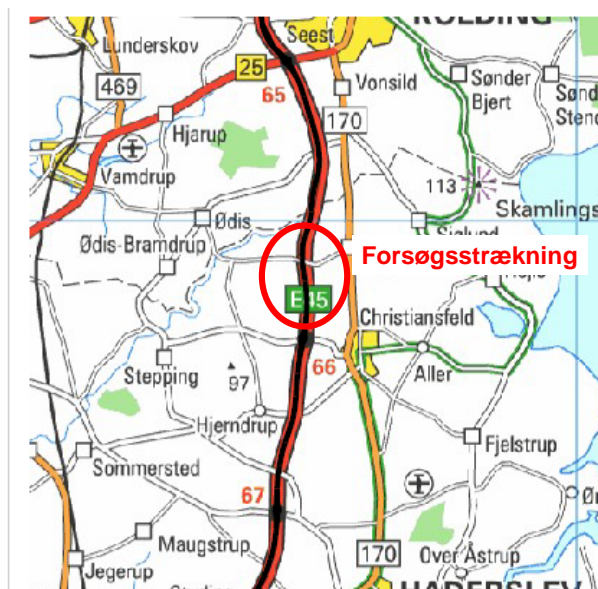 KOLDING
Lunderskov
Seest
25
65
Vonsild
Sønder
Bjert
469
170
Hjarup
Vamdrup
113
Skamlings
Ødis
Ødis-Bramdrup
Forsøgsstrækning
E45
Christiansfeld
Stepping
97
66
Aller
Hjerndrup
Fjelstrup
Sommersted
67
Maugstrup
170
Over Åstrup
Jegerup
HADERSLEV